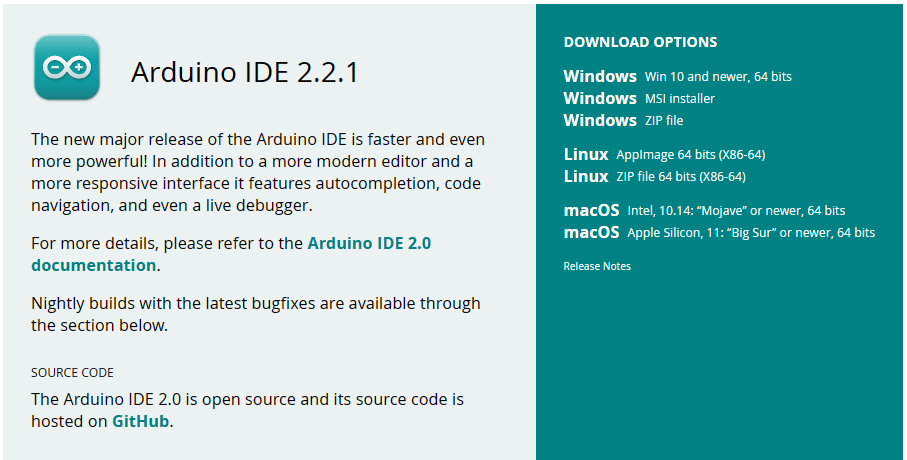 Arduino IDE 2.2.1
The new major release of the Arduino IDE is faster and even
more powerful! In addition to a more modern editor and a
more responsive interface it features autocompletion, code
navigation, and even a live debugger.
For more details, please refer to the Arduino IDE 2.0
documentation.
Nightly builds with the latest bugfixes are available through
the section below.
SOURCE CODE
The Arduino IDE 2.0 is open source and its source code is
hosted on GitHub.
DOWNLOAD OPTIONS
Windows Win 10 and newer, 64 bits
Windows MSI installer
Windows ZIP file
Linux AppImage 64 bits (X86-64)
Linux ZIP file 64 bits (X86-64)
macOS Intel, 10.14: “Mojave” or newer, 64 bits
macOS Apple Silicon, 11: “Big Sur” or newer, 64 bits
Release Notes